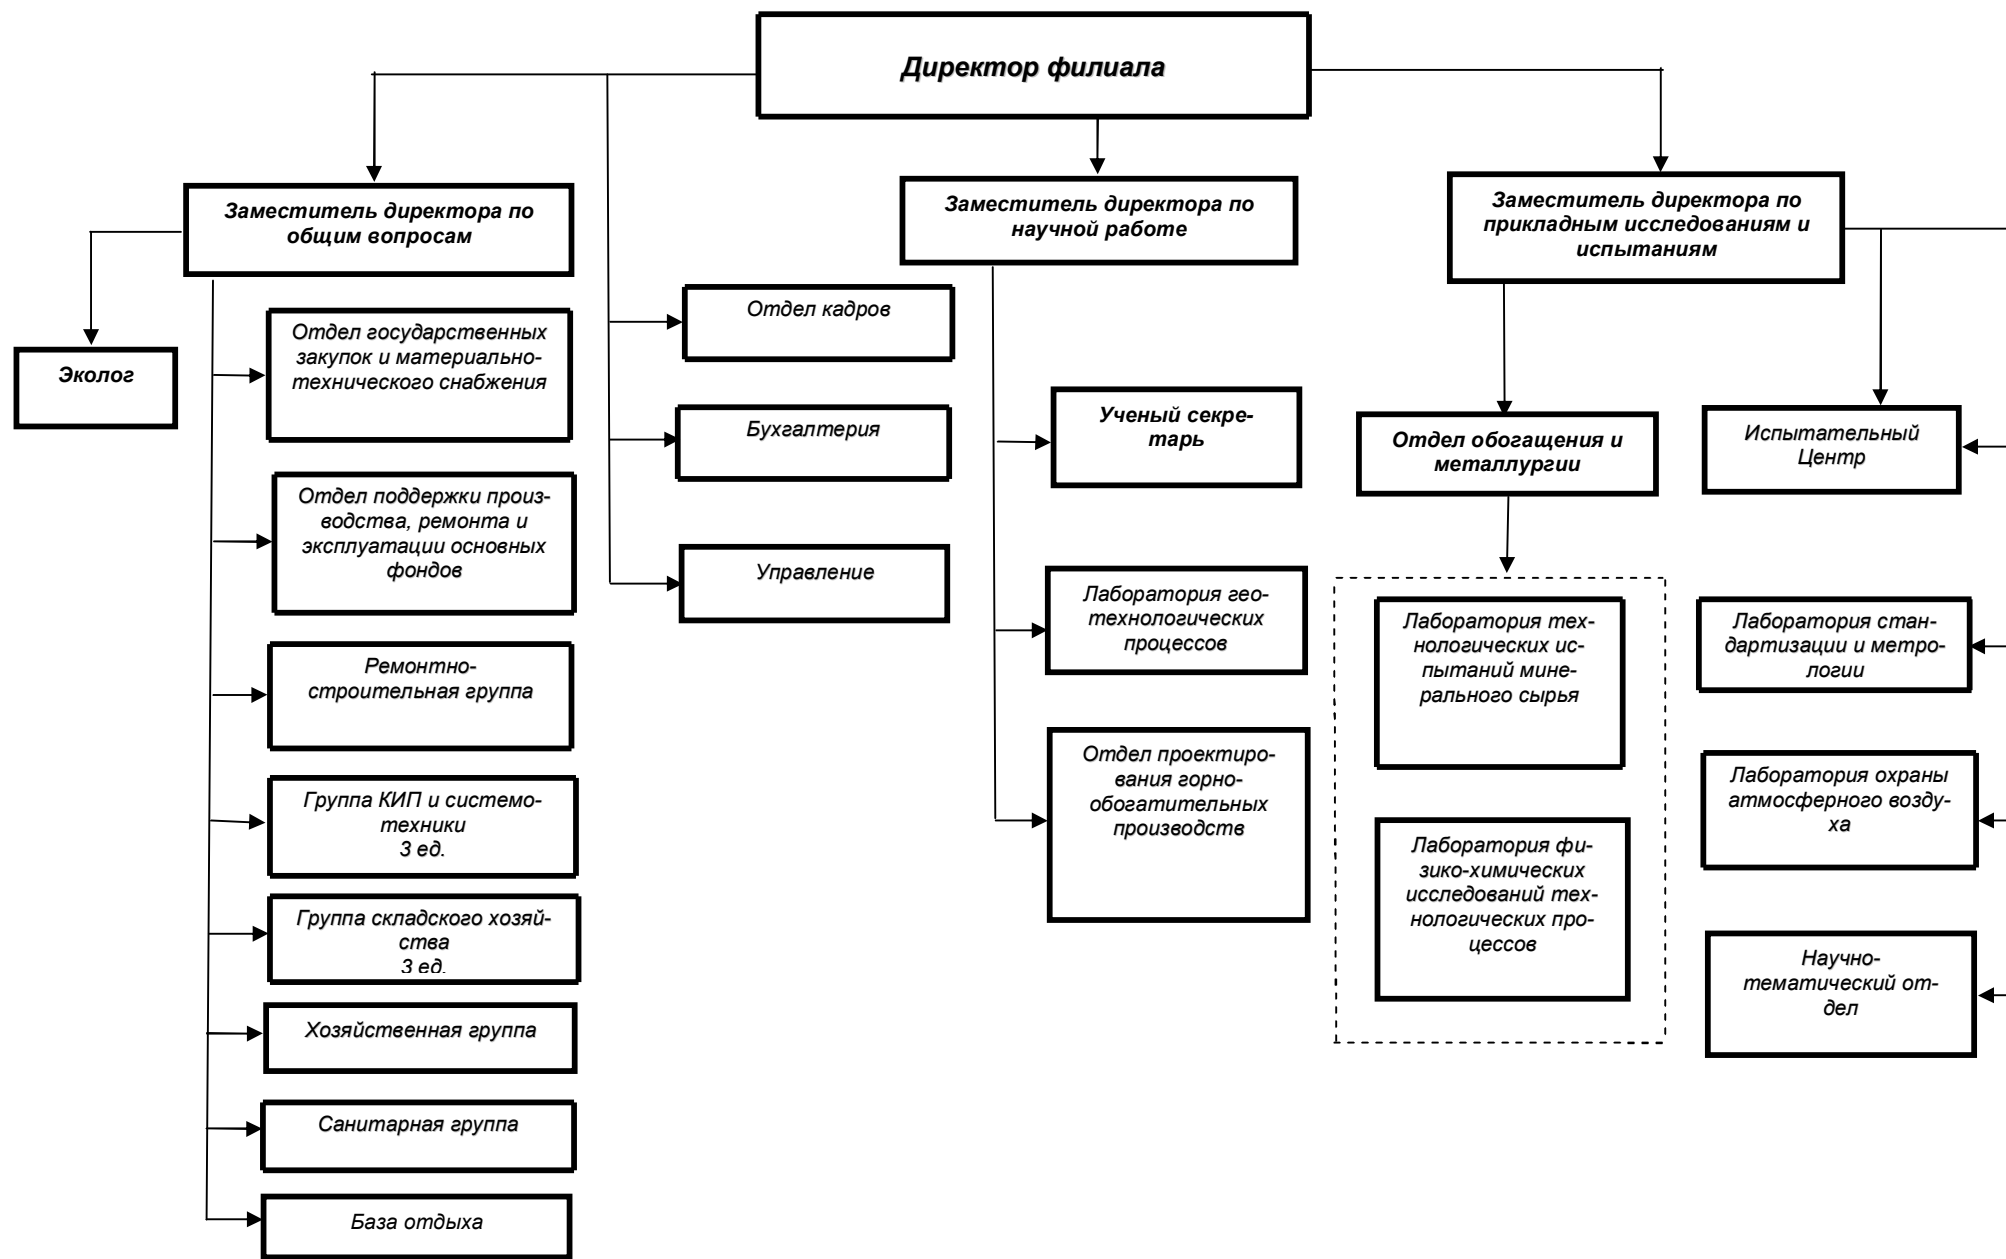 Директор филиала
Заместитель директора по
общим вопросам
Заместитель директора по
научной работе
Заместитель директора по
прикладным исследованиям и
испытаниям
Эколог
Отдел государственных
закупок и материально-
технического снабжения
Отдел поддержки произ-
водства, ремонта и
эксплуатации основных
фондов
Ремонтно-
строительная группа
Группа КИП и системо-
техники
3 ед.
Группа складского хозяй-
ства
3 ед.
Хозяйственная группа
Санитарная группа
База отдыха
Отдел кадров
Бухгалтерия
Управление
Ученый секре-
тарь
Лаборатория гео-
технологических
процессов
Отдел проектиро-
вания горно-
обогатительных
производств
Отдел обогащения и
металлургии
Лаборатория тех-
нологических ис-
пытаний мине-
рального сырья
Лаборатория фи-
зико-химических
исследований тех-
нологических про-
цессов
Испытательный
Центр
Лаборатория стан-
дартизации и метро-
логии
Лаборатория охраны
атмосферного возду-
ха
Научно-
тематический от-
дел